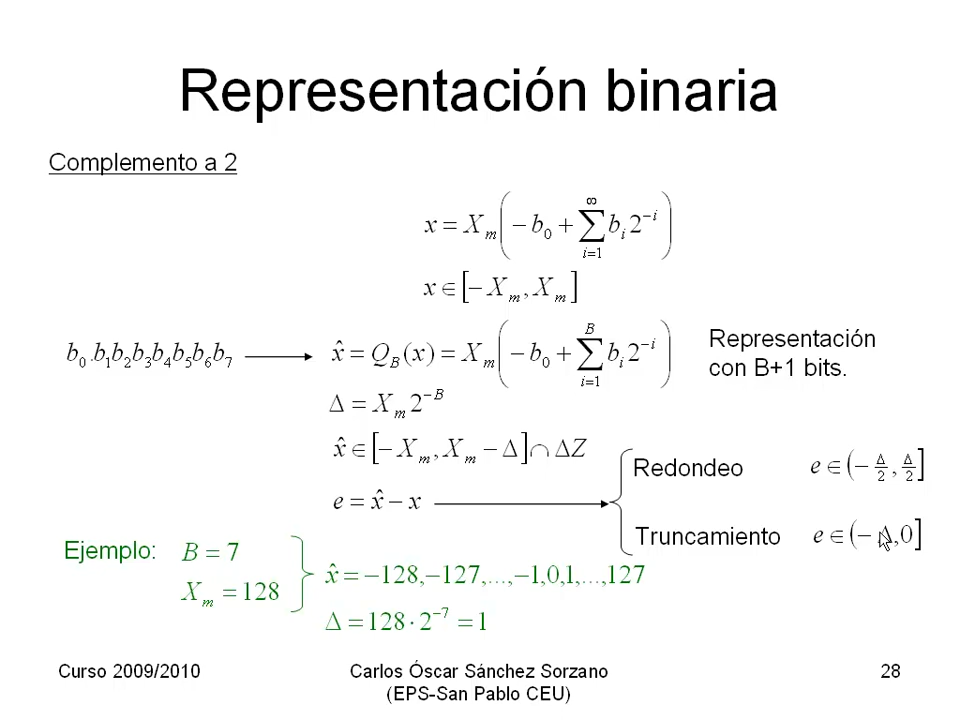 Representación binaria
Complemento a 2
x = X_m ( − b_0 + ∑_{i=1}^{∞} b_i 2^{−i} )
x ∈ [− X_m, X_m]
b_0.b_1b_2b_3b_4b_5b_6b_7 → x̂ = Q_B(x) = X_m ( − b_0 + ∑_{i=1}^{B} b_i 2^{−i} )
Representación
con B+1 bits.
Δ = X_m 2^{−B}
x̂ ∈ [− X_m, X_m − Δ] ∩ ΔZ
e = x̂ − x
Redondeo e ∈ (− Δ/2, Δ/2]
Truncamiento e ∈ (− Δ,0]
Ejemplo: B = 7
X_m = 128
x̂ = −128,−127,...,−1,0,1,...,127
Δ = 128 · 2^{−7} = 1
Curso 2009/2010
Carlos Óscar Sánchez Sorzano
(EPS-San Pablo CEU)
28